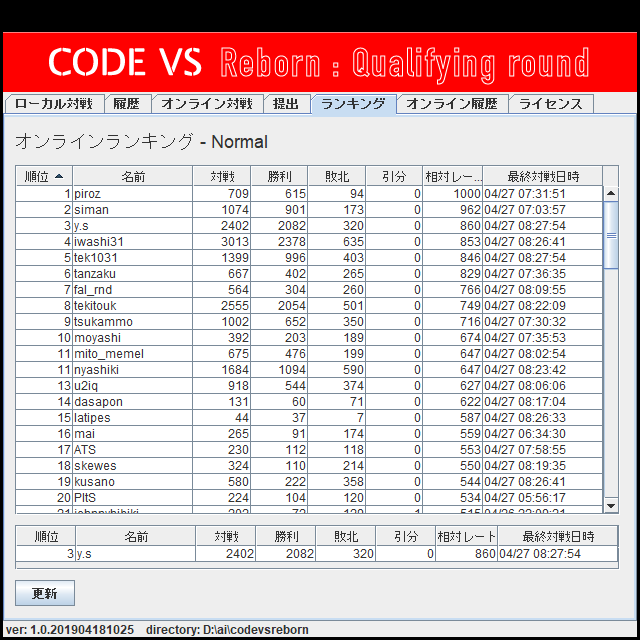 CODE VS Reborn : Qualifying round
ローカル対戦 履歴 オンライン対戦 提出 ランキング オンライン履歴 ライセンス
オンラインランキング - Normal
順位 名前 対戦 勝利 敗北 引分 相対レー... 最終対戦日時
1 piroz 709 615 94 0 1000 04/27 07:31:51
2 siman 1074 901 173 0 962 04/27 07:03:57
3 y.s 2402 2082 320 0 860 04/27 08:27:54
4 iwashi31 3013 2378 635 0 853 04/27 08:26:41
5 tek1031 1399 996 403 0 846 04/27 08:27:54
6 tanzaku 667 402 265 0 829 04/27 07:36:35
7 fal_rnd 564 304 260 0 766 04/27 08:09:55
8 tekitouk 2555 2054 501 0 749 04/27 08:22:09
9 tsukammo 1002 652 350 0 716 04/27 07:30:32
10 moyashi 392 203 189 0 674 04/27 07:35:53
11 mito_memel 675 476 199 0 647 04/27 08:02:54
11 nyashiki 1684 1094 590 0 647 04/27 08:23:42
13 u2iq 918 544 374 0 627 04/27 08:06:06
14 dasapon 131 60 71 0 622 04/27 08:17:04
15 latipes 44 37 7 0 587 04/27 08:26:33
16 mai 265 91 174 0 559 04/27 06:34:30
17 ATS 230 112 118 0 553 04/27 07:58:55
18 skewes 324 110 214 0 550 04/27 08:19:35
19 kusano 580 222 358 0 544 04/27 08:26:41
20 PltS 224 104 120 0 534 04/27 05:56:17
順位 名前 対戦 勝利 敗北 引分 相対レート 最終対戦日時
3 y.s 2402 2082 320 0 860 04/27 08:27:54
更新
ver: 1.0.201904181025 directory: D:\ai\codevsreborn